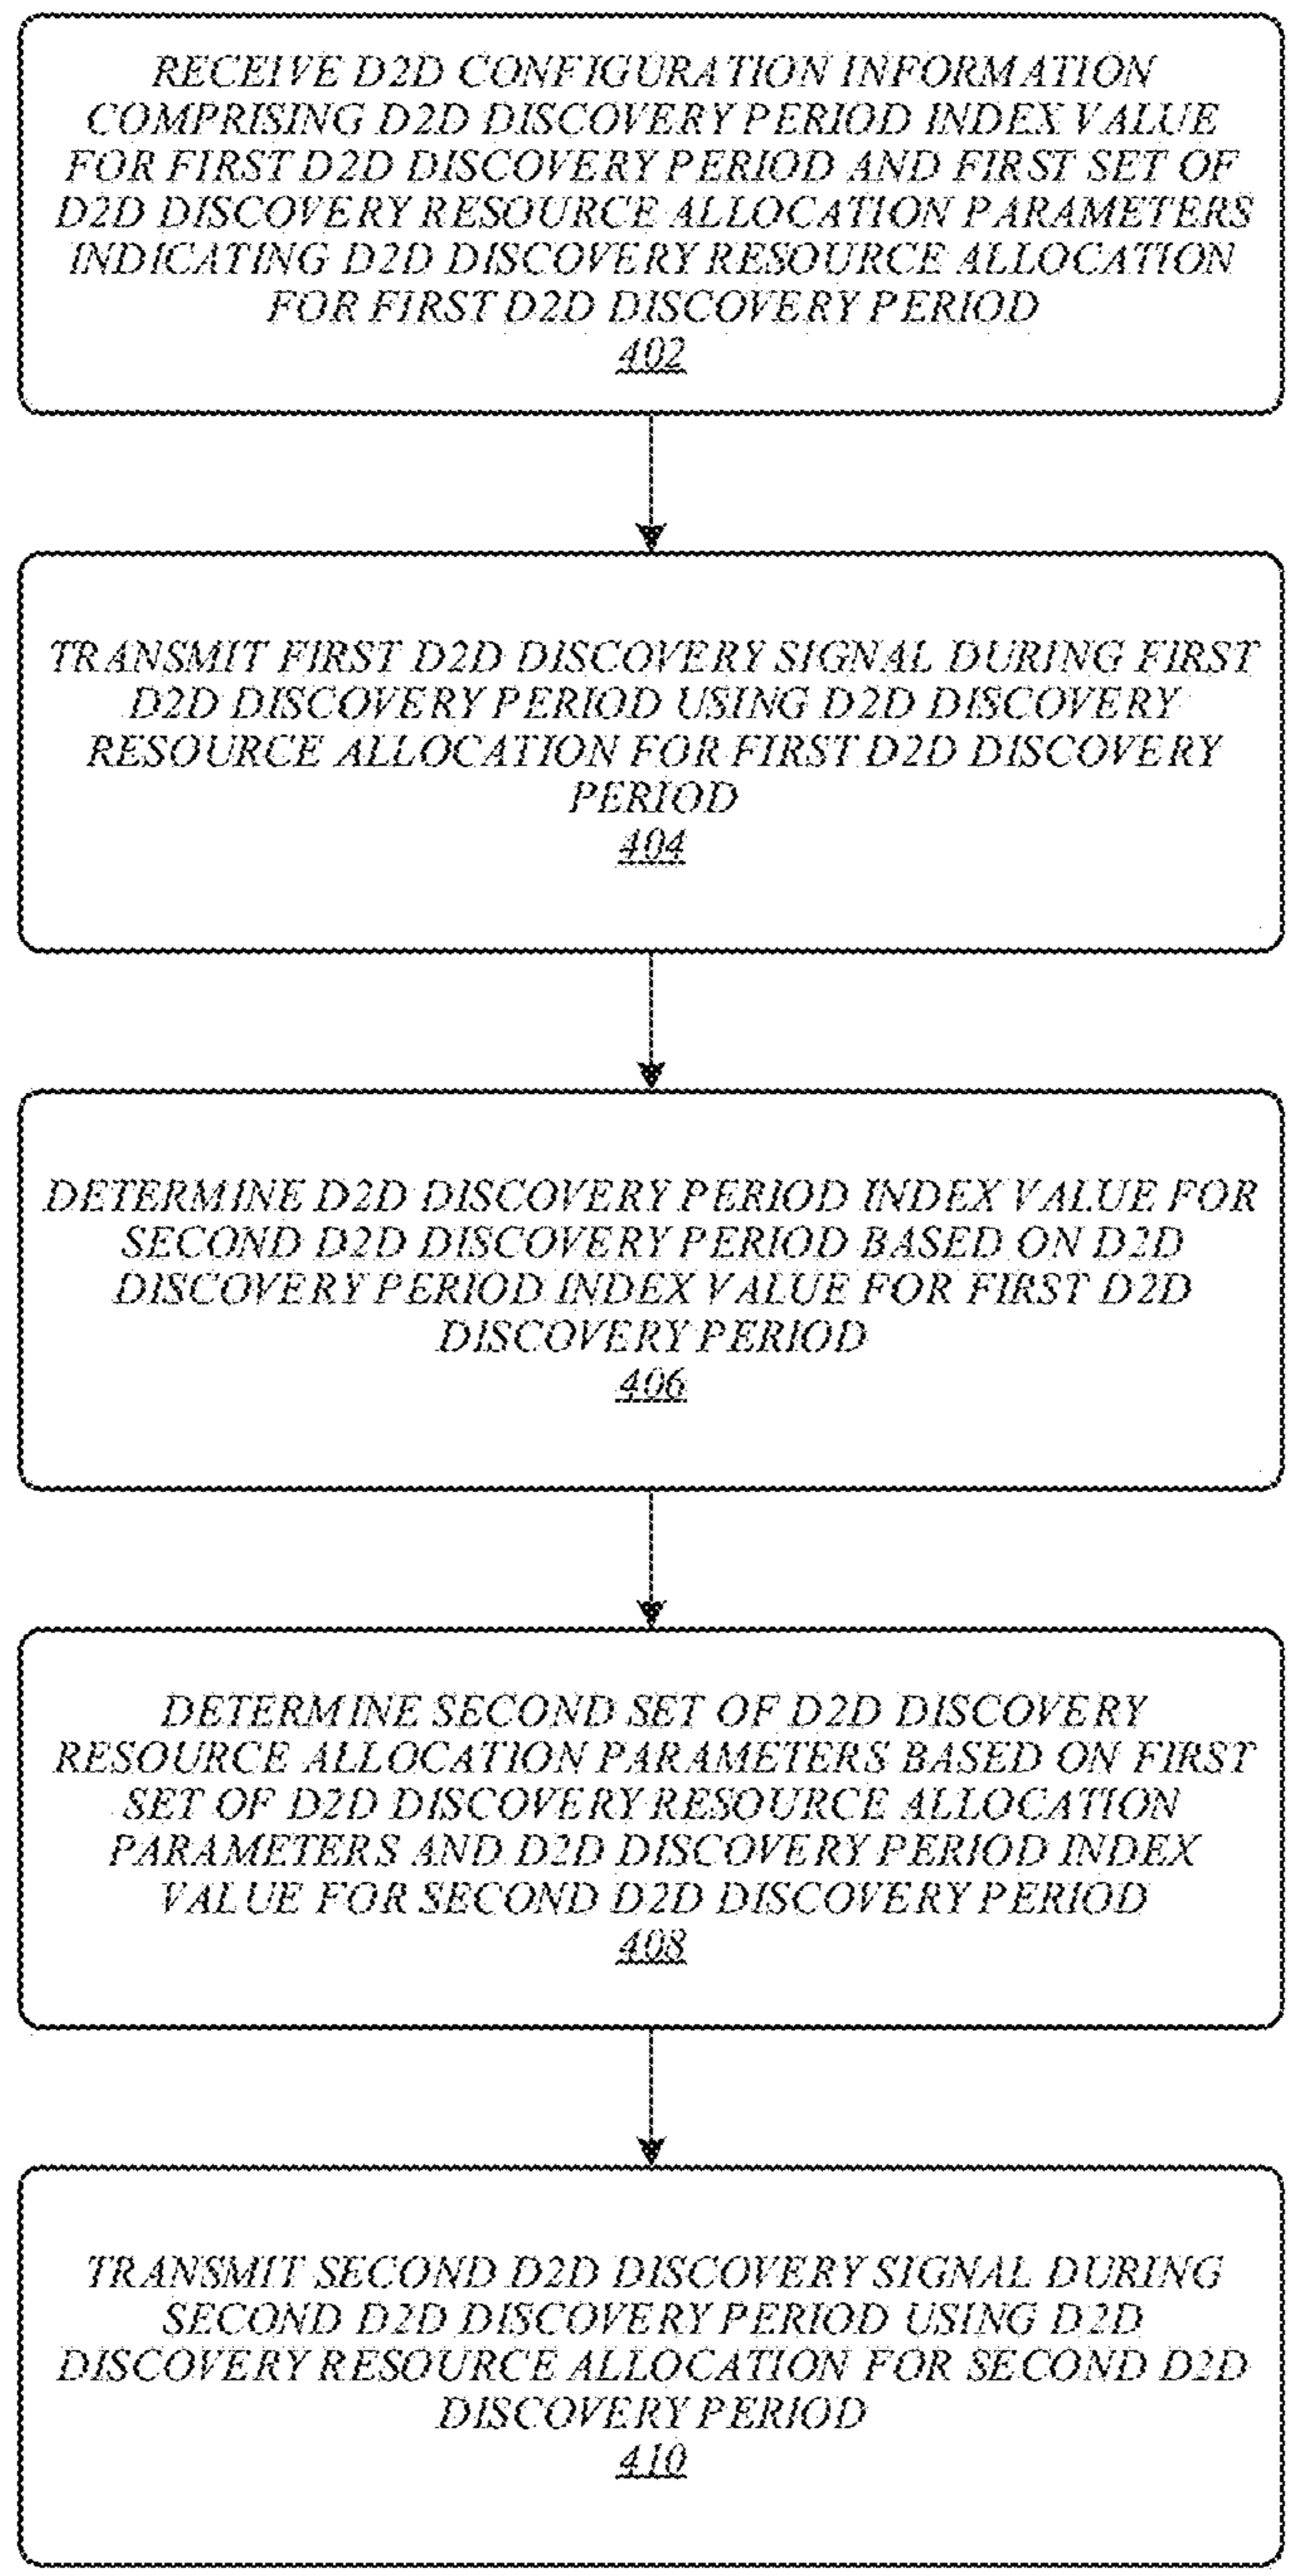 RECEIVE D2D CONFIGURATION INFORMATION
COMPRISING D2D DISCOVERY PERIOD INDEX VALUE
FOR FIRST D2D DISCOVERY PERIOD AND FIRST SET OF
D2D DISCOVERY RESOURCE ALLOCATION PARAMETERS
INDICATING D2D DISCOVERY RESOURCE ALLOCATION
FOR FIRST D2D DISCOVERY PERIOD
402
TRANSMIT FIRST D2D DISCOVERY SIGNAL DURING FIRST
D2D DISCOVERY PERIOD USING D2D DISCOVERY
RESOURCE ALLOCATION FOR FIRST D2D DISCOVERY
PERIOD
404
DETERMINE D2D DISCOVERY PERIOD INDEX VALUE FOR
SECOND D2D DISCOVERY PERIOD BASED ON D2D
DISCOVERY PERIOD INDEX VALUE FOR FIRST D2D
DISCOVERY PERIOD
406
DETERMINE SECOND SET OF D2D DISCOVERY
RESOURCE ALLOCATION PARAMETERS BASED ON FIRST
SET OF D2D DISCOVERY RESOURCE ALLOCATION
PARAMETERS AND D2D DISCOVERY PERIOD INDEX
VALUE FOR SECOND D2D DISCOVERY PERIOD
408
TRANSMIT SECOND D2D DISCOVERY SIGNAL DURING
SECOND D2D DISCOVERY PERIOD USING D2D
DISCOVERY RESOURCE ALLOCATION FOR SECOND D2D
DISCOVERY PERIOD
410